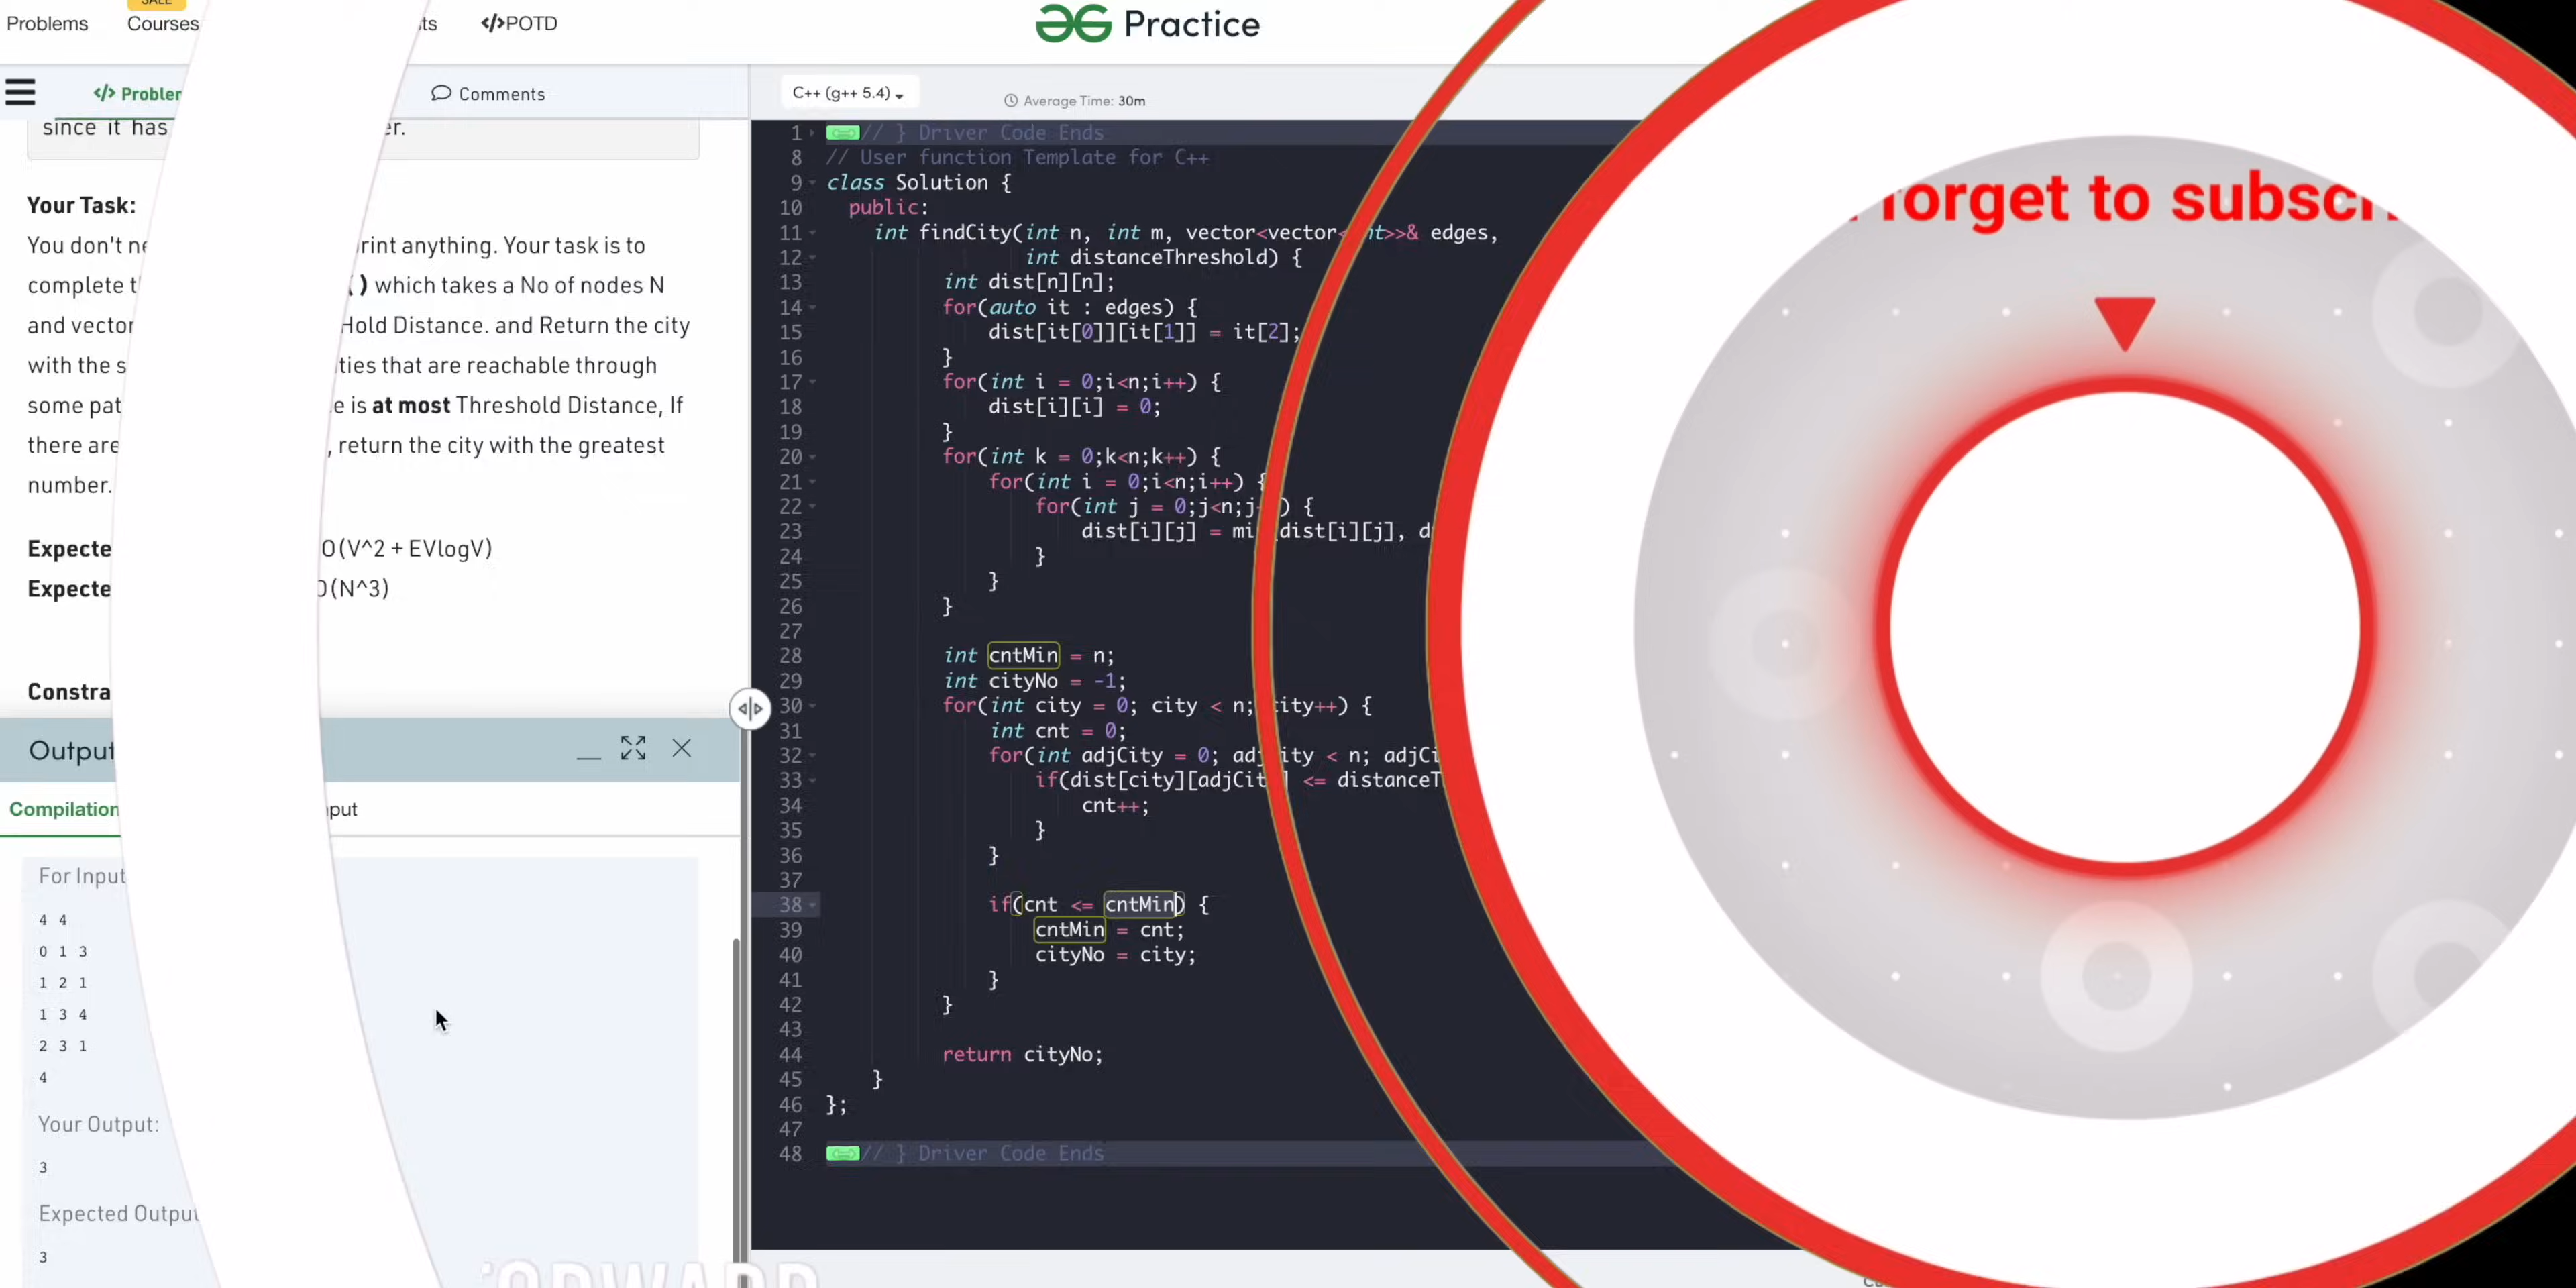 SALE
Problems Courses ts </>POTD
Practice
</> Problem Comments
C++ (g++ 5.4) Average Time: 30m
since it has er.
Your Task:
You don't ne rint anything. Your task is to
complete t () which takes a No of nodes N
and vector Hold Distance. and Return the city
with the s ties that are reachable through
some pat e is at most Threshold Distance, If
there are , return the city with the greatest
number.
Expecte O(V^2 + EVlogV)
Expecte O(N^3)
Constra
Output
Compilation put
For Input
4 4
0 1 3
1 2 1
1 3 4
2 3 1
4
Your Output:
3
Expected Outpu
3
1 // } Driver Code Ends
8 // User function Template for C++
9 class Solution {
10 public:
11 int findCity(int n, int m, vector<vector<int>>& edges,
12 int distanceThreshold) {
13 int dist[n][n];
14 for(auto it : edges) {
15 dist[it[0]][it[1]] = it[2];
16 }
17 for(int i = 0;i<n;i++) {
18 dist[i][i] = 0;
19 }
20 for(int k = 0;k<n;k++) {
21 for(int i = 0;i<n;i++) {
22 for(int j = 0;j<n;j ) {
23 dist[i][j] = mi dist[i][j], d
24 }
25 }
26 }
27
28 int cntMin = n;
29 int cityNo = -1;
30 for(int city = 0; city < n; city++) {
31 int cnt = 0;
32 for(int adjCity = 0; adjCity < n; adjCi
33 if(dist[city][adjCit ] <= distanceT
34 cnt++;
35 }
36 }
37
38 if(cnt <= cntMin) {
39 cntMin = cnt;
40 cityNo = city;
41 }
42 }
43
44 return cityNo;
45 }
46 };
47
48 // } Driver Code Ends
forget to subscri
FORWARD